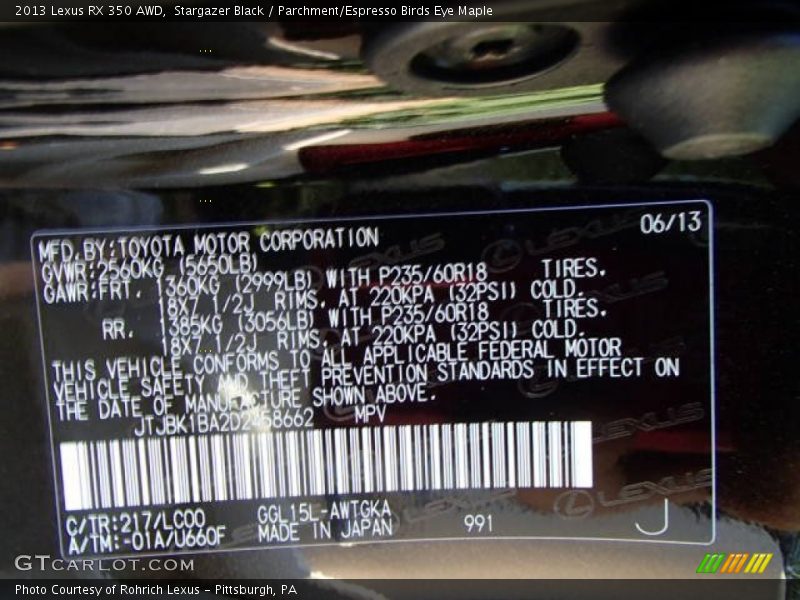 2013 Lexus RX 350 AWD, Stargazer Black / Parchment/Espresso Birds Eye Maple
06/13
MFD.BY:TOYOTA MOTOR CORPORATION
GVWR:2560KG (5650LB)
GAWR:FRT. 1360KG (2999LB) WITH P235/60R18 TIRES.
18X7 1/2J RIMS. AT 220KPA (32PSI) COLD.
RR. 1385KG (3056LB) WITH P235/60R18 TIRES.
18X7 1/2J RIMS. AT 220KPA (32PSI) COLD.
THIS VEHICLE CONFORMS TO ALL APPLICABLE FEDERAL MOTOR
VEHICLE SAFETY AND THEFT PREVENTION STANDARDS IN EFFECT ON
THE DATE OF MANUFACTURE SHOWN ABOVE.
JTJBK1BA2D2458662 MPV
C/TR:217/LC00 GGL15L-AWTGKA
A/TM:-01A/U660F MADE IN JAPAN 991 J
LEXUS
GTCARLOT.COM
Photo Courtesy of Rohrich Lexus - Pittsburgh, PA